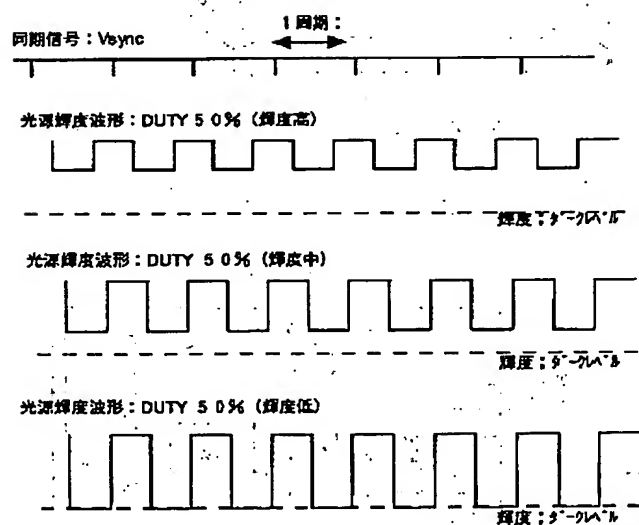 1周期:
同期信号:Vsync
光源輝度波形:DUTY 50%(輝度高)
輝度;ダークレベル
光源輝度波形:DUTY 50%(輝度中)
輝度;ダークレベル
光源輝度波形:DUTY 50%(輝度低)
輝度;ダークレベル